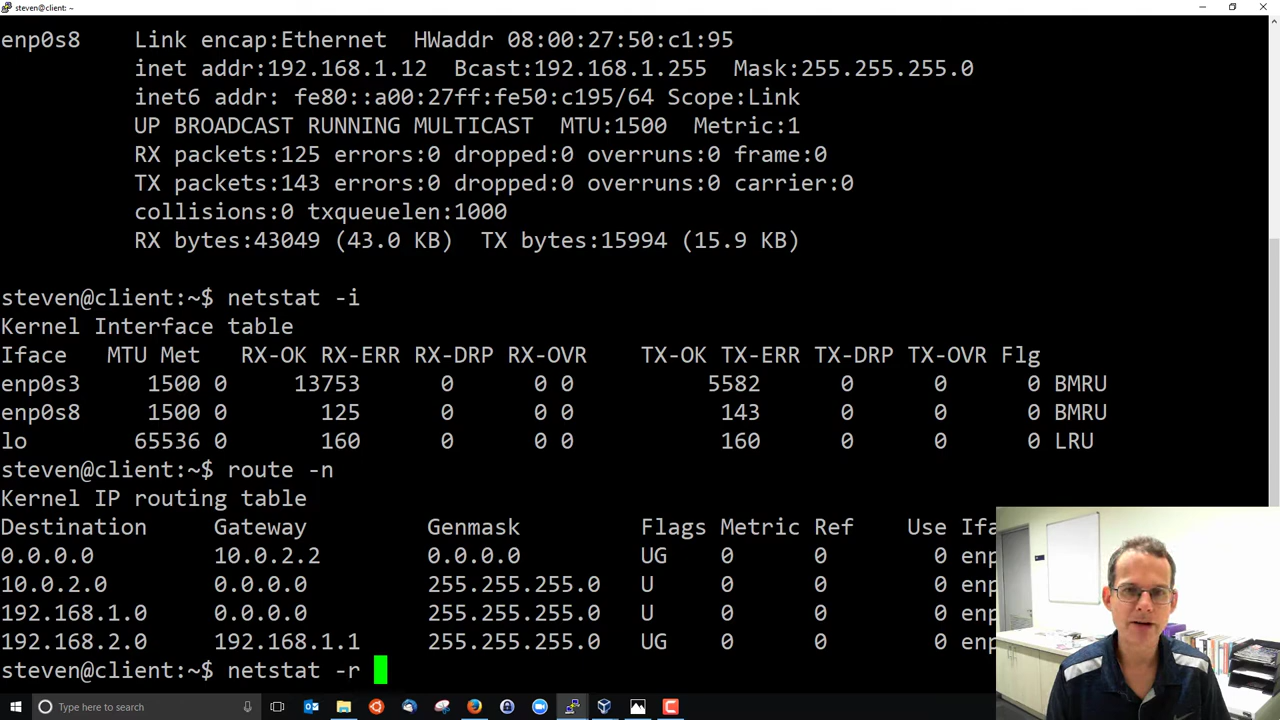 steven@client: ~
enp0s8 Link encap:Ethernet HWaddr 08:00:27:50:c1:95
inet addr:192.168.1.12 Bcast:192.168.1.255 Mask:255.255.255.0
inet6 addr: fe80::a00:27ff:fe50:c195/64 Scope:Link
UP BROADCAST RUNNING MULTICAST MTU:1500 Metric:1
RX packets:125 errors:0 dropped:0 overruns:0 frame:0
TX packets:143 errors:0 dropped:0 overruns:0 carrier:0
collisions:0 txqueuelen:1000
RX bytes:43049 (43.0 KB) TX bytes:15994 (15.9 KB)
steven@client:~$ netstat -i
Kernel Interface table
Iface MTU Met RX-OK RX-ERR RX-DRP RX-OVR TX-OK TX-ERR TX-DRP TX-OVR Flg
enp0s3 1500 0 13753 0 0 0 5582 0 0 0 BMRU
enp0s8 1500 0 125 0 0 0 143 0 0 0 BMRU
lo 65536 0 160 0 0 0 160 0 0 0 LRU
steven@client:~$ route -n
Kernel IP routing table
Destination Gateway Genmask Flags Metric Ref Use Ifa
0.0.0.0 10.0.2.2 0.0.0.0 UG 0 0 0 enp
10.0.2.0 0.0.0.0 255.255.255.0 U 0 0 0 enp
192.168.1.0 0.0.0.0 255.255.255.0 U 0 0 0 enp
192.168.2.0 192.168.1.1 255.255.255.0 UG 0 0 0 enp
steven@client:~$ netstat -r
Type here to search